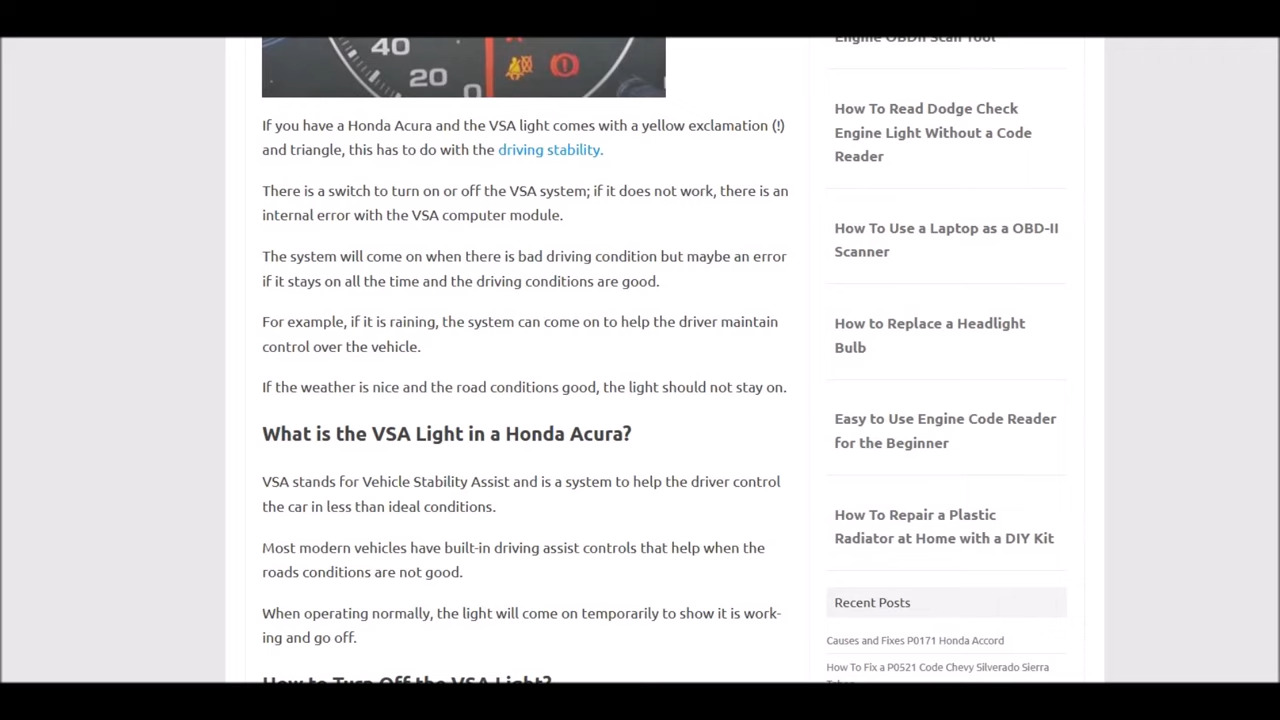 40
20
0
If you have a Honda Acura and the VSA light comes with a yellow exclamation (!)
and triangle, this has to do with the driving stability.
There is a switch to turn on or off the VSA system; if it does not work, there is an
internal error with the VSA computer module.
The system will come on when there is bad driving condition but maybe an error
if it stays on all the time and the driving conditions are good.
For example, if it is raining, the system can come on to help the driver maintain
control over the vehicle.
If the weather is nice and the road conditions good, the light should not stay on.
What is the VSA Light in a Honda Acura?
VSA stands for Vehicle Stability Assist and is a system to help the driver control
the car in less than ideal conditions.
Most modern vehicles have built-in driving assist controls that help when the
roads conditions are not good.
When operating normally, the light will come on temporarily to show it is work-
ing and go off.
How to Turn Off the VSA Light?
Engine OBDII Scan Tool
How To Read Dodge Check
Engine Light Without a Code
Reader
How To Use a Laptop as a OBD-II
Scanner
How to Replace a Headlight
Bulb
Easy to Use Engine Code Reader
for the Beginner
How To Repair a Plastic
Radiator at Home with a DIY Kit
Recent Posts
Causes and Fixes P0171 Honda Accord
How To Fix a P0521 Code Chevy Silverado Sierra